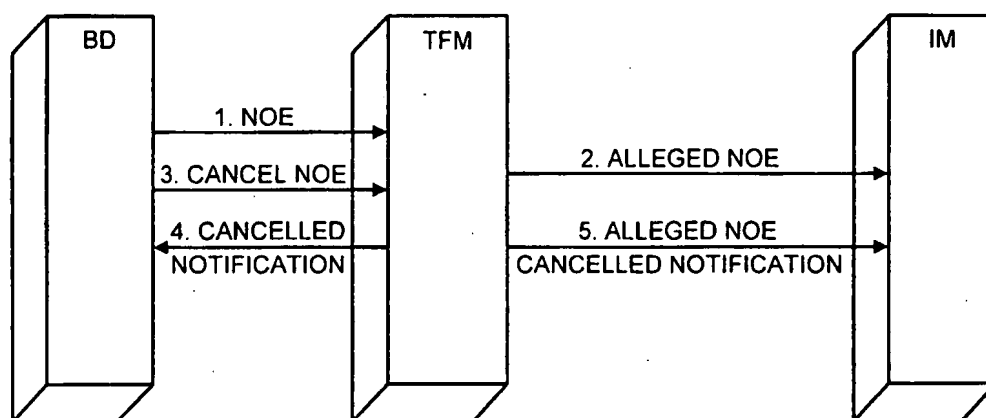 BD
TFM
IM
1. NOE
2. ALLEGED NOE
3. CANCEL NOE
4. CANCELLED
NOTIFICATION
5. ALLEGED NOE
CANCELLED NOTIFICATION